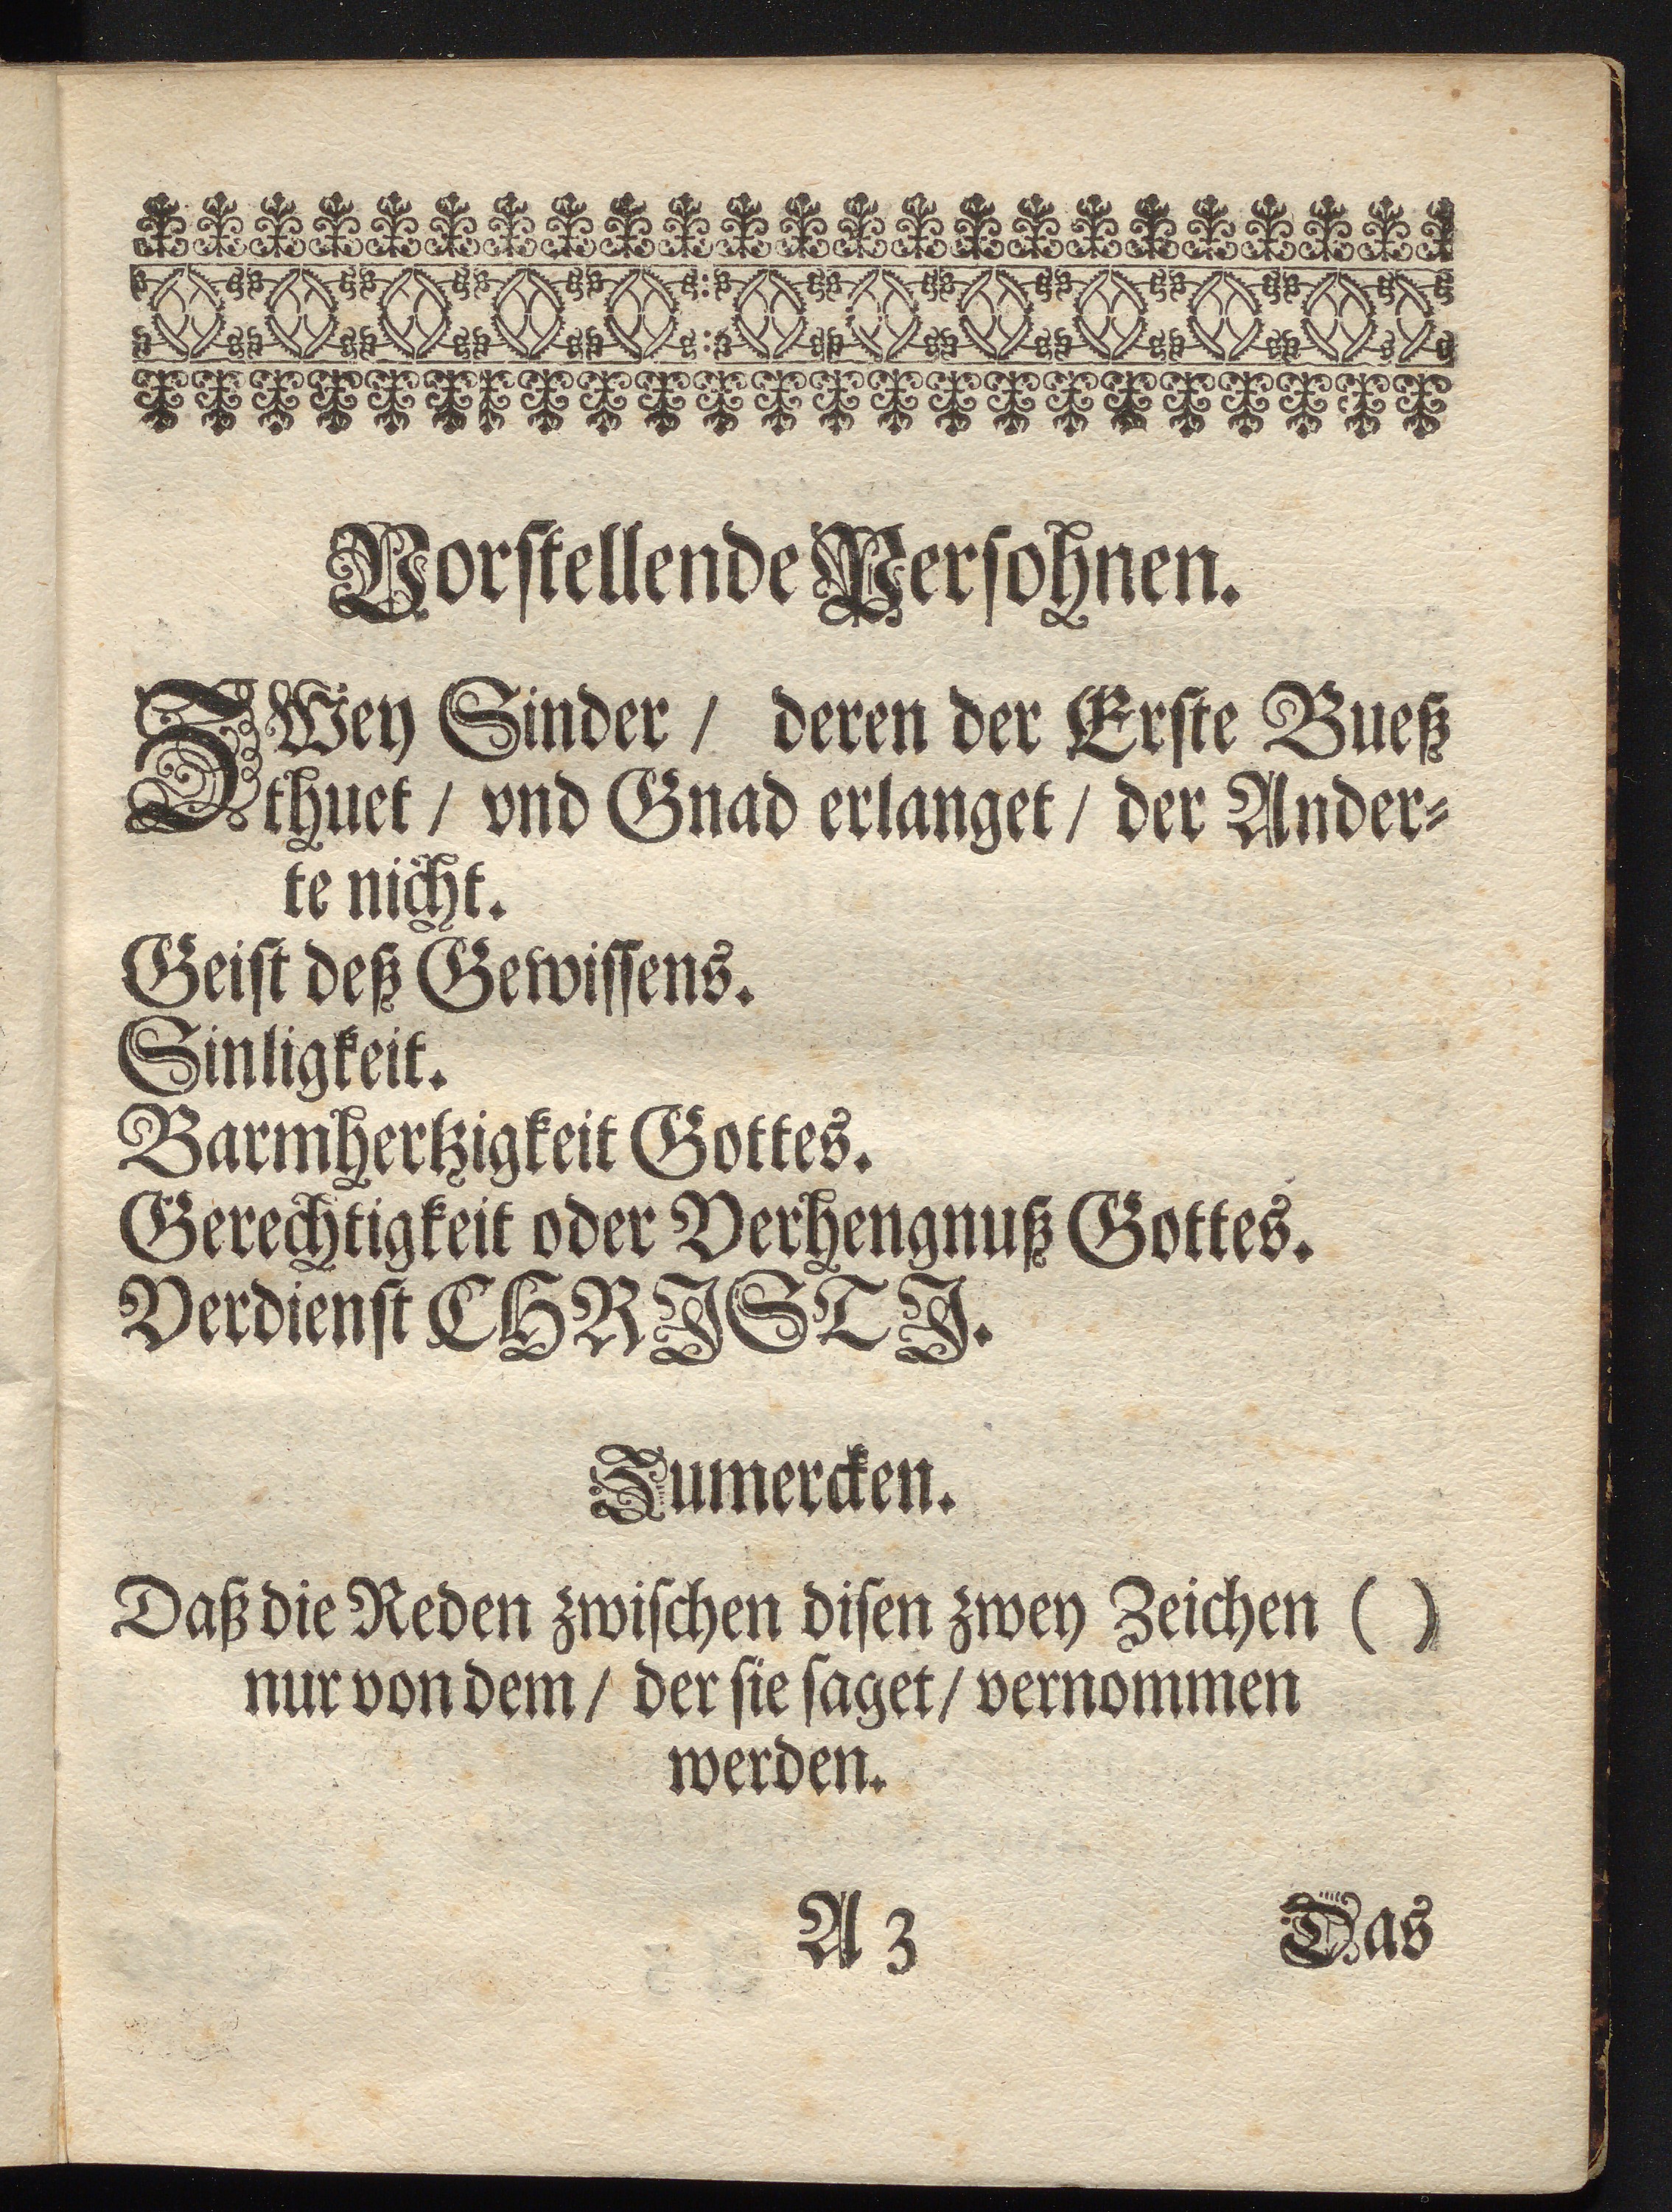 Vorstellende Persohnen.
ZWey Sinder / deren der Erste Bueß
thuet / vnd Gnad erlanget / der Ander⸗
te nicht.
Geist deß Gewissens.
Sinligkeit.
Barmhertzigkeit Gottes.
Gerechtigkeit oder Verhengnuß Gottes.
Verdienst CHRJSTJ.
Zumercken.
Daß die Reden zwischen disen zwey Zeichen ( )
nur von dem / der sie saget / vernommen
werden.
A 3 Das